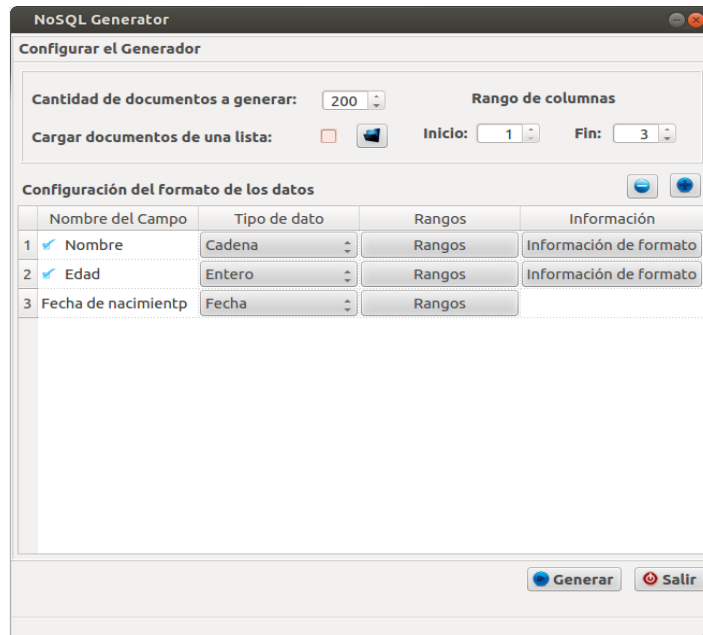 NoSQL Generator
Configurar el Generador
Cantidad de documentos a generar: 200 Rango de columnas
Cargar documentos de una lista: Inicio: 1 Fin: 3
Configuración del formato de los datos
Nombre del Campo Tipo de dato Rangos Información
1 Nombre Cadena Rangos Información de formato
2 Edad Entero Rangos Información de formato
3 Fecha de nacimientp Fecha Rangos
Generar Salir